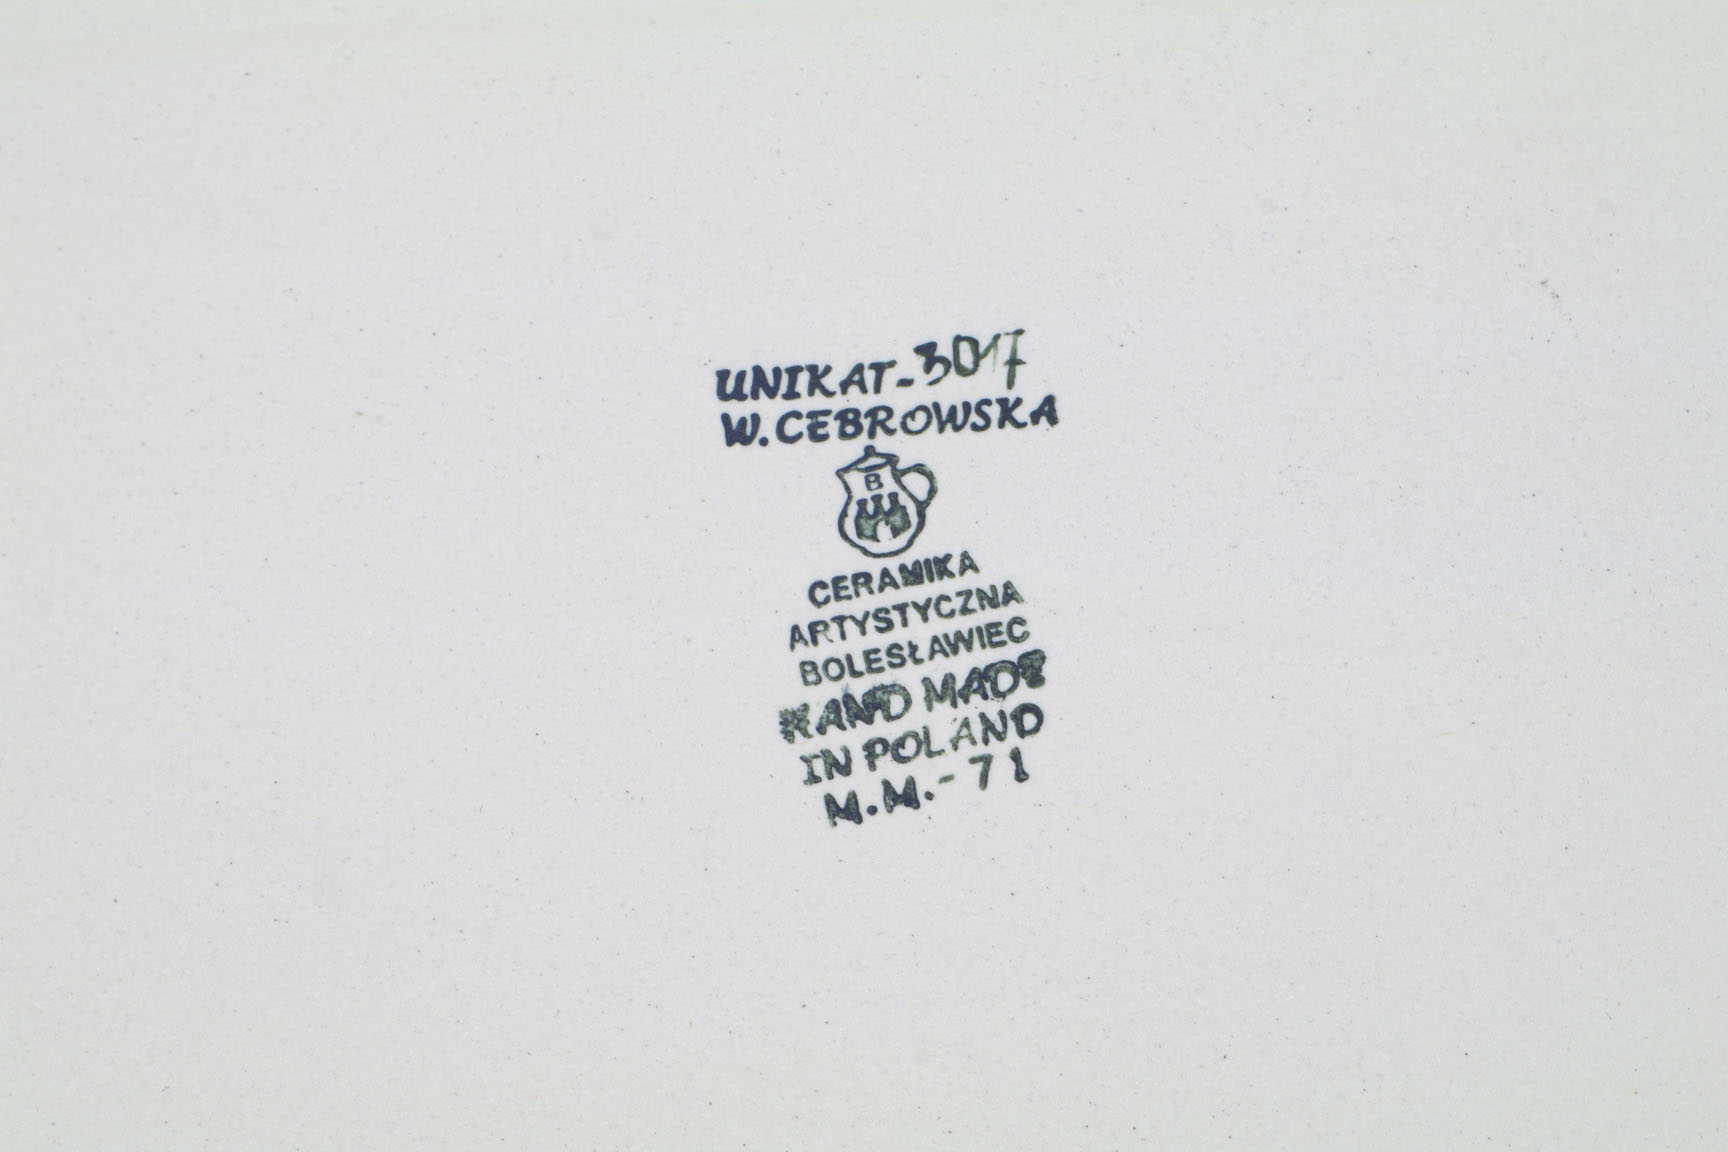 UNIKAT-3017
W.CEBROWSKA
B
CERAMIKA
ARTYSTYCZNA
BOLESŁAWIEC
HAND MADE
IN POLAND
M.M.-71